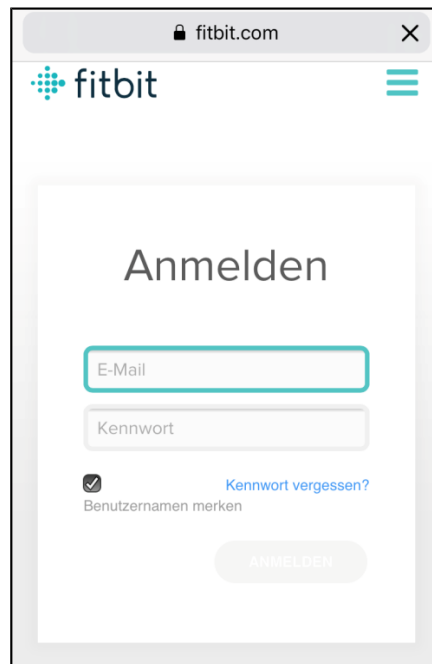 fitbit.com
fitbit
Anmelden
E-Mail
Kennwort
Kennwort vergessen?
Benutzernamen merken
ANMELDEN